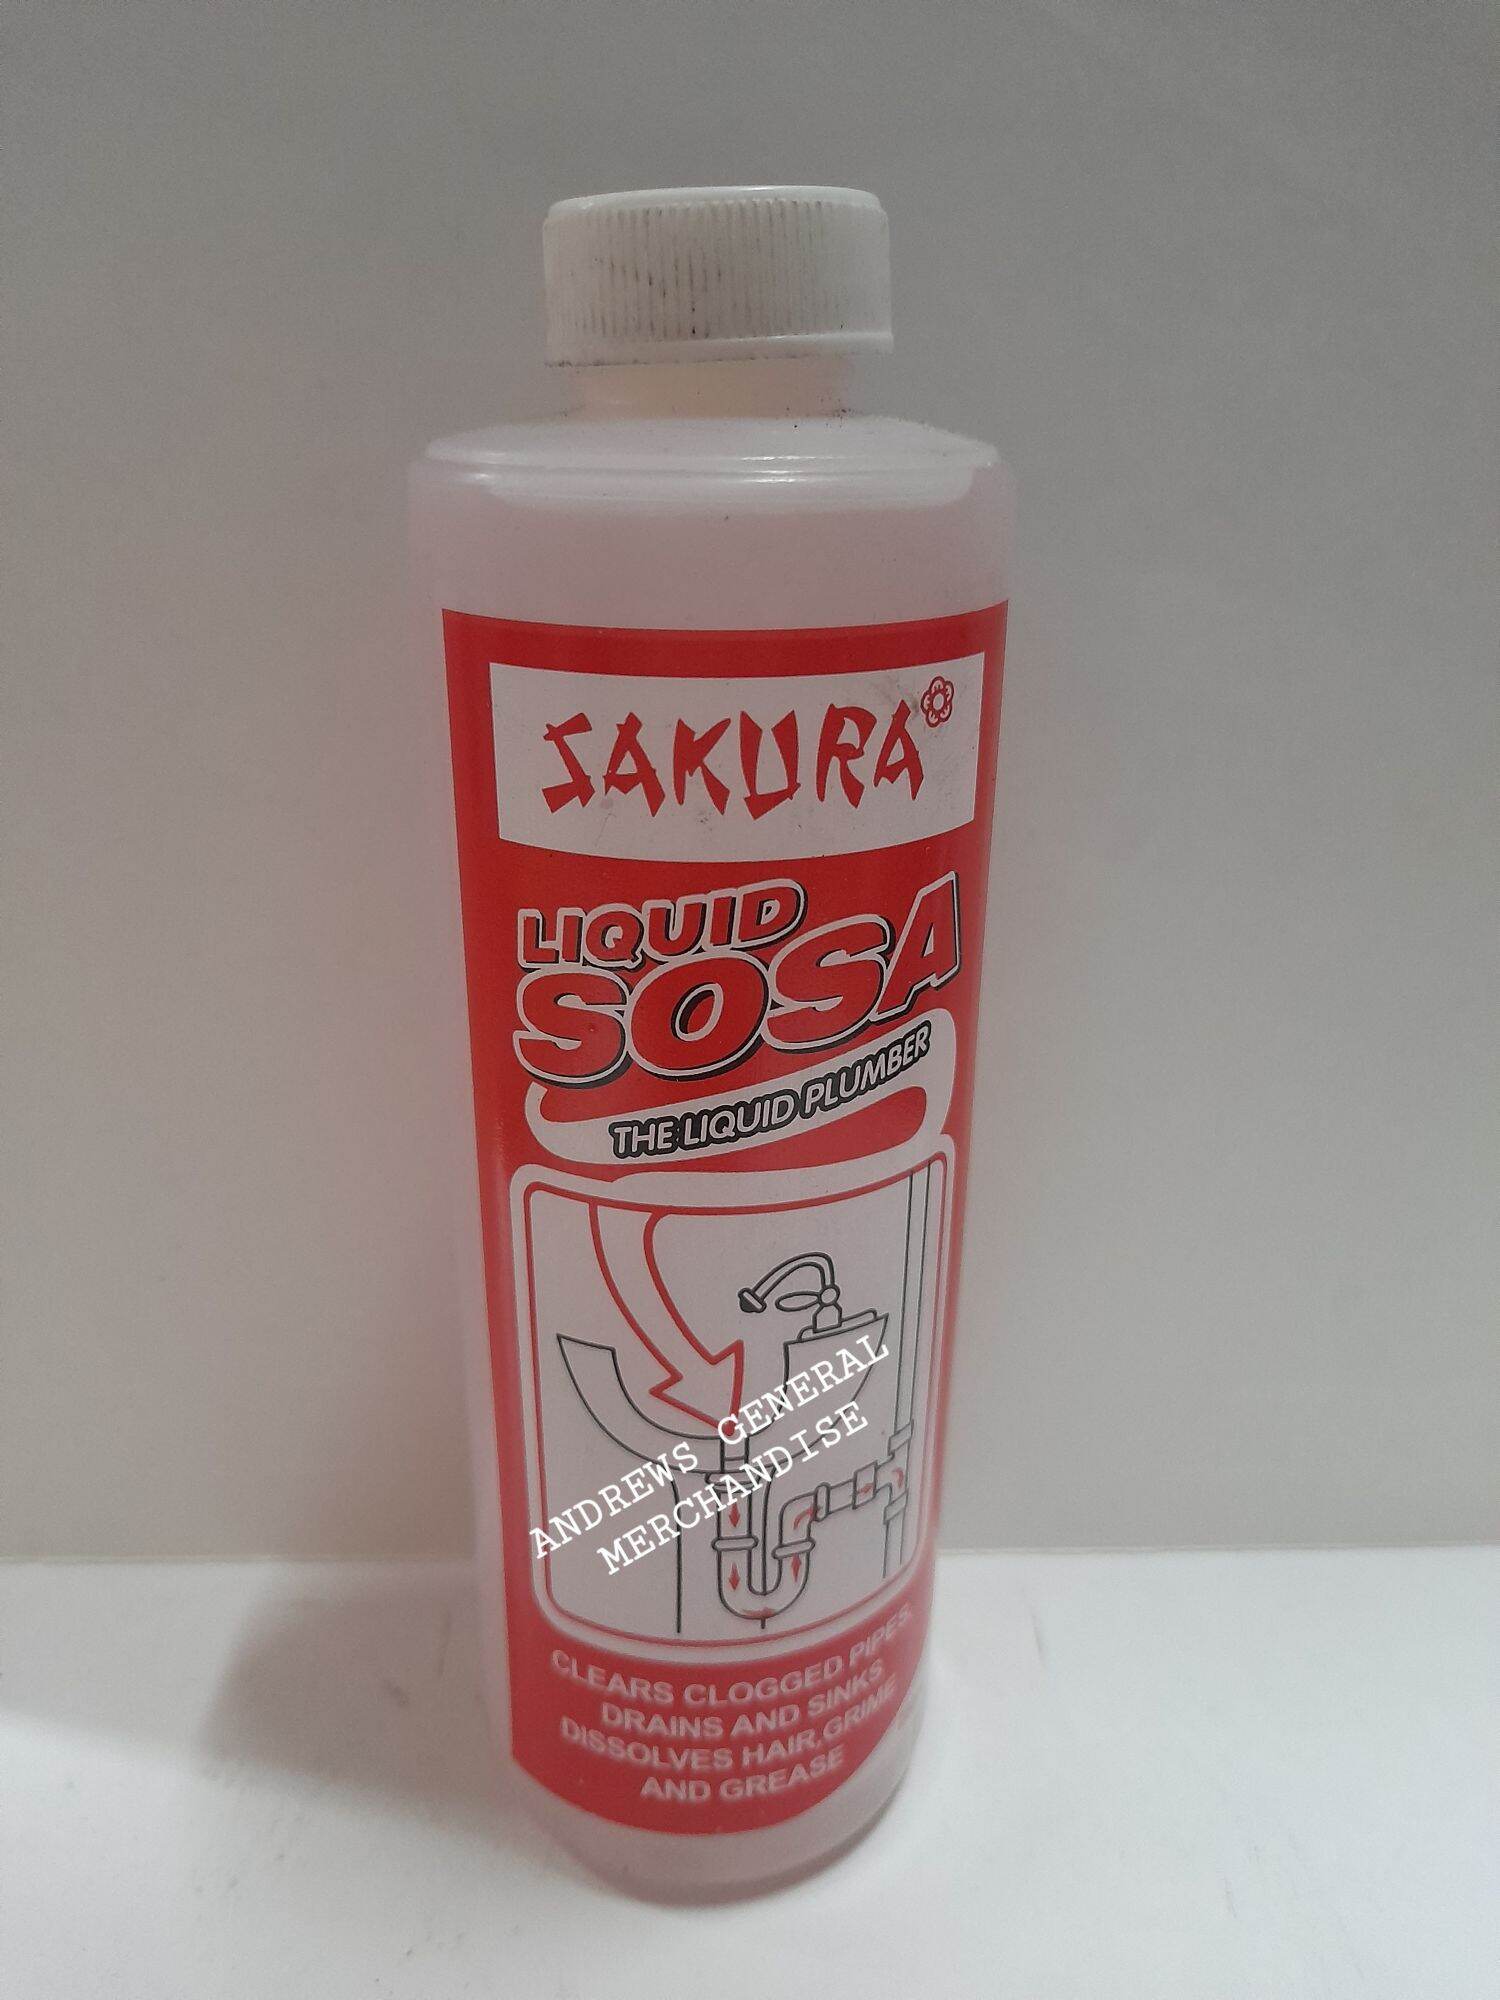 SAKURA
LIQUID
SOSA
THE LIQUID PLUMBER
ANDREWS GENERAL
MERCHANDISE
CLEARS CLOGGED PIPES,
DRAINS AND SINKS
DISSOLVES HAIR, GRIME
AND GREASE